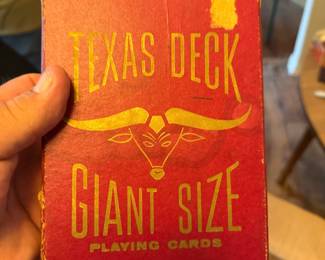 TEXAS DECK
GIANT SIZE
PLAYING CARDS